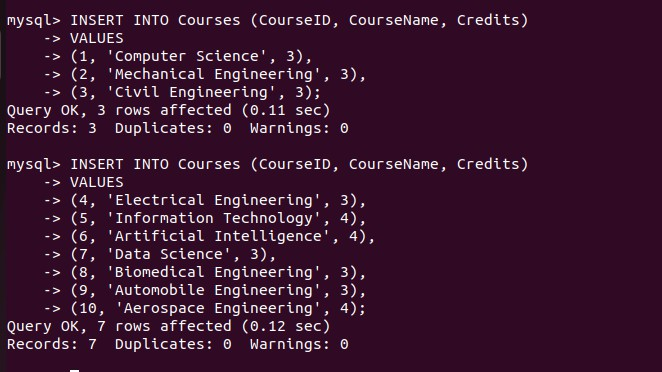 mysql> INSERT INTO Courses (CourseID, CourseName, Credits)
    -> VALUES
    -> (1, 'Computer Science', 3),
    -> (2, 'Mechanical Engineering', 3),
    -> (3, 'Civil Engineering', 3);
Query OK, 3 rows affected (0.11 sec)
Records: 3  Duplicates: 0  Warnings: 0

mysql> INSERT INTO Courses (CourseID, CourseName, Credits)
    -> VALUES
    -> (4, 'Electrical Engineering', 3),
    -> (5, 'Information Technology', 4),
    -> (6, 'Artificial Intelligence', 4),
    -> (7, 'Data Science', 3),
    -> (8, 'Biomedical Engineering', 3),
    -> (9, 'Automobile Engineering', 3),
    -> (10, 'Aerospace Engineering', 4);
Query OK, 7 rows affected (0.12 sec)
Records: 7  Duplicates: 0  Warnings: 0